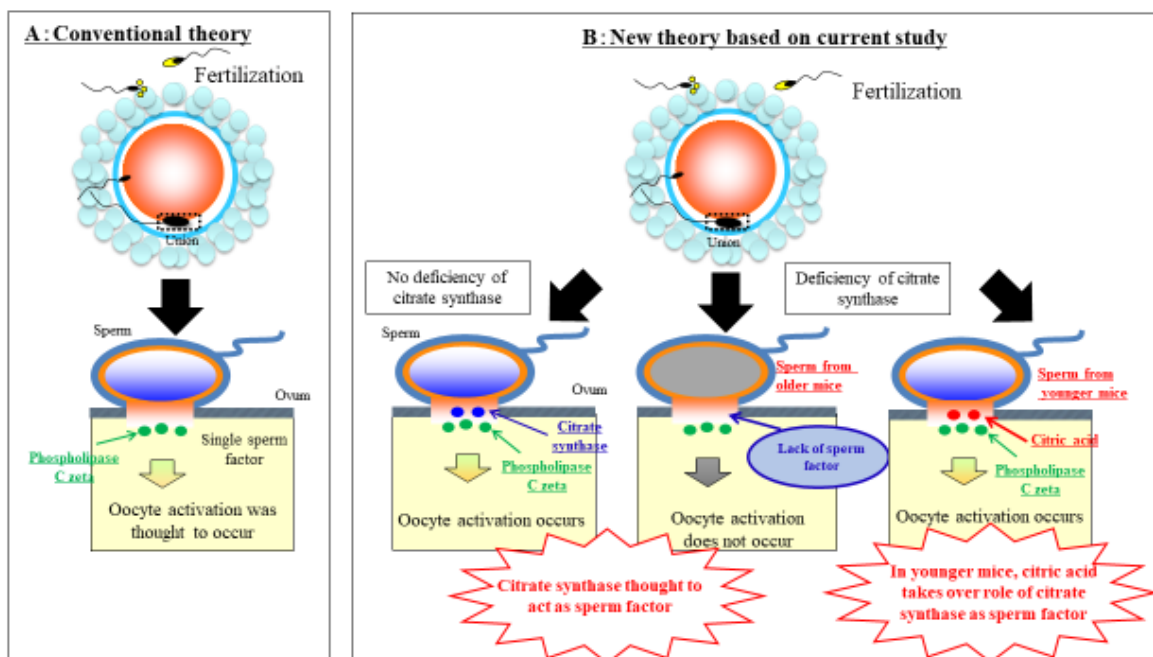 A: Conventional theory
Fertilization
Union
Sperm
Ovum
Phospholipase
C zeta
Single sperm
factor
Oocyte activation was
thought to occur
B: New theory based on current study
Fertilization
Union
No deficiency of
citrate synthase
Deficiency of citrate
synthase
Sperm
Ovum
Citrate
synthase
Phospholipase
C zeta
Oocyte activation occurs
Sperm from
older mice
Lack of sperm
factor
Oocyte activation
does not occur
Sperm from
younger mice
Citric acid
Phospholipase
C zeta
Oocyte activation occurs
Citrate synthase thought to
act as sperm factor
In younger mice, citric acid
takes over role of citrate
synthase as sperm factor